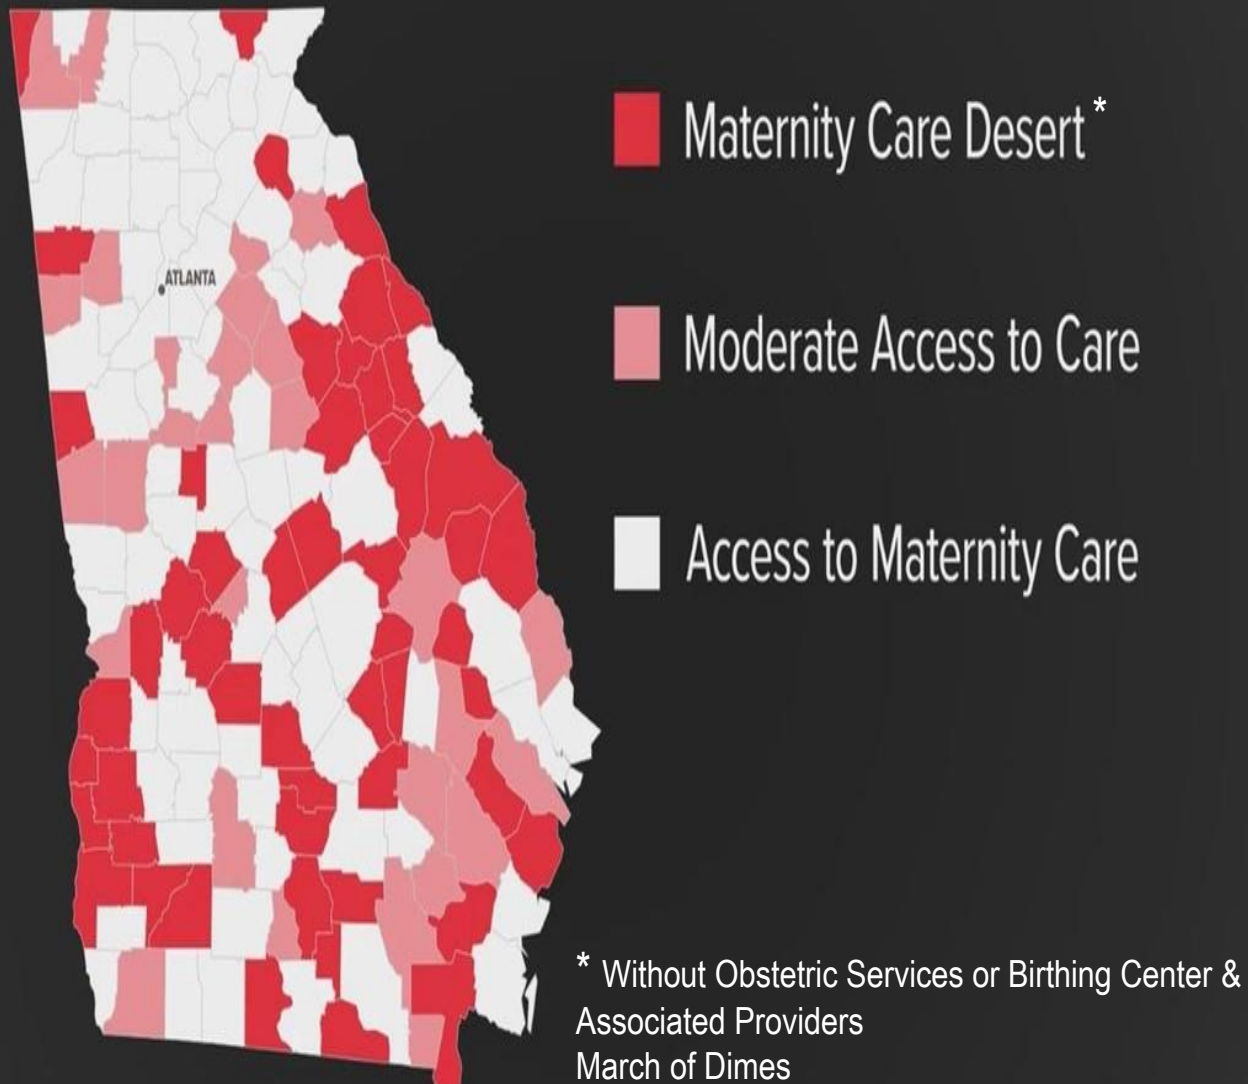 Maternity Care Desert *
ATLANTA
Moderate Access to Care
Access to Maternity Care
* Without Obstetric Services or Birthing Center &
Associated Providers
March of Dimes